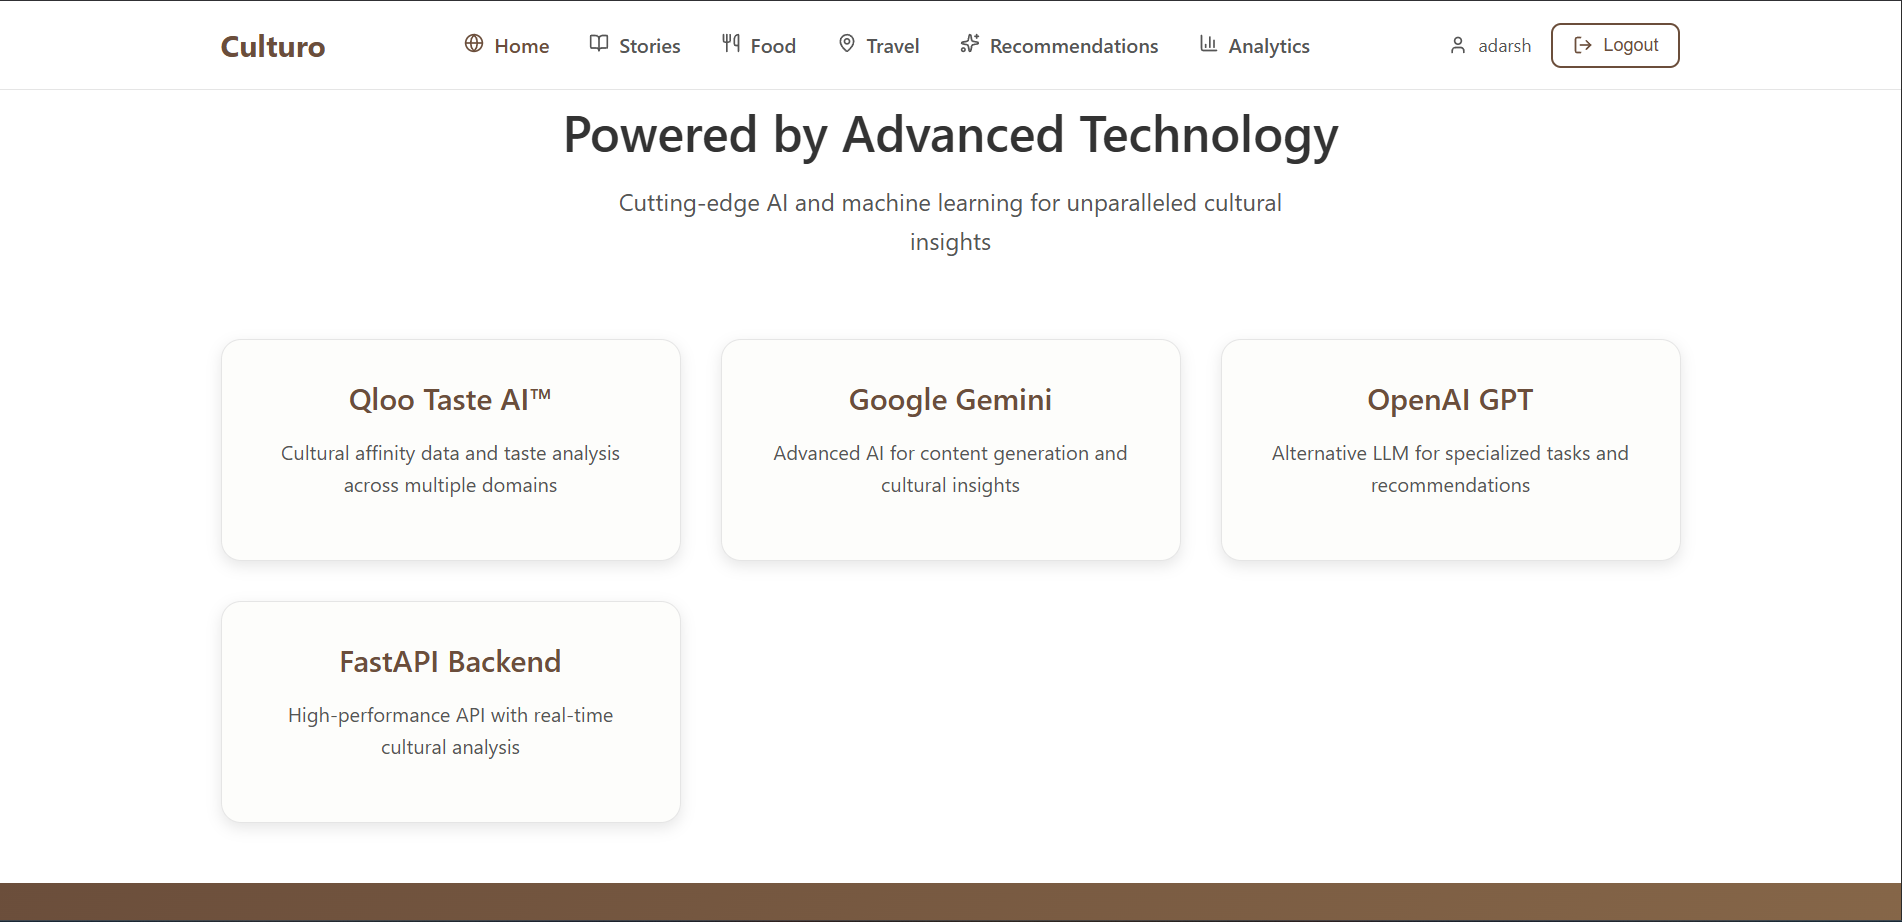 Culturo
Home
Stories
Food
Travel
Recommendations
Analytics
adarsh
Logout
Powered by Advanced Technology
Cutting-edge AI and machine learning for unparalleled cultural
insights
Qloo Taste AI™
Cultural affinity data and taste analysis
across multiple domains
Google Gemini
Advanced AI for content generation and
cultural insights
OpenAI GPT
Alternative LLM for specialized tasks and
recommendations
FastAPI Backend
High-performance API with real-time
cultural analysis